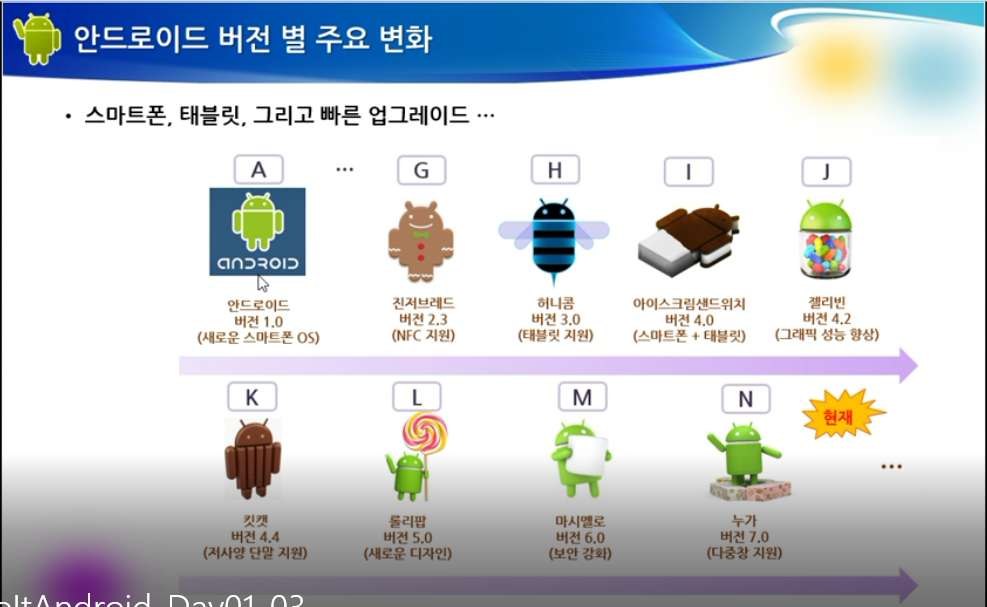 안드로이드 버전 별 주요 변화
• 스마트폰, 태블릿, 그리고 빠른 업그레이드 …
A … G H I J
ANDROID
안드로이드
버전 1.0
(새로운 스마트폰 OS)
진저브레드
버전 2.3
(NFC 지원)
허니콤
버전 3.0
(태블릿 지원)
아이스크림샌드위치
버전 4.0
(스마트폰 + 태블릿)
젤리빈
버전 4.2
(그래픽 성능 향상)
K L M N
현재
…
킷캣
버전 4.4
(저사양 단말 지원)
롤리팝
버전 5.0
(새로운 디자인)
마시멜로
버전 6.0
(보안 강화)
누가
버전 7.0
(다중창 지원)
oItAndroid_Day01_03